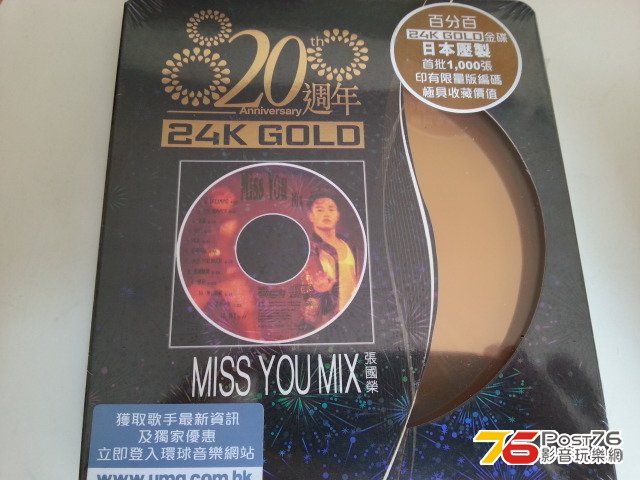 20th
Anniversary 週年
24K GOLD
百分百
24K GOLD金碟
日本壓製
首批1,000張
印有限量版編碼
極具收藏價值
MISS YOU
MISS YOU MIX
張國榮
獲取歌手最新資訊
及獨家優惠
立即登入環球音樂網站
www.umg.com.hk
76 Post76
影音玩樂網